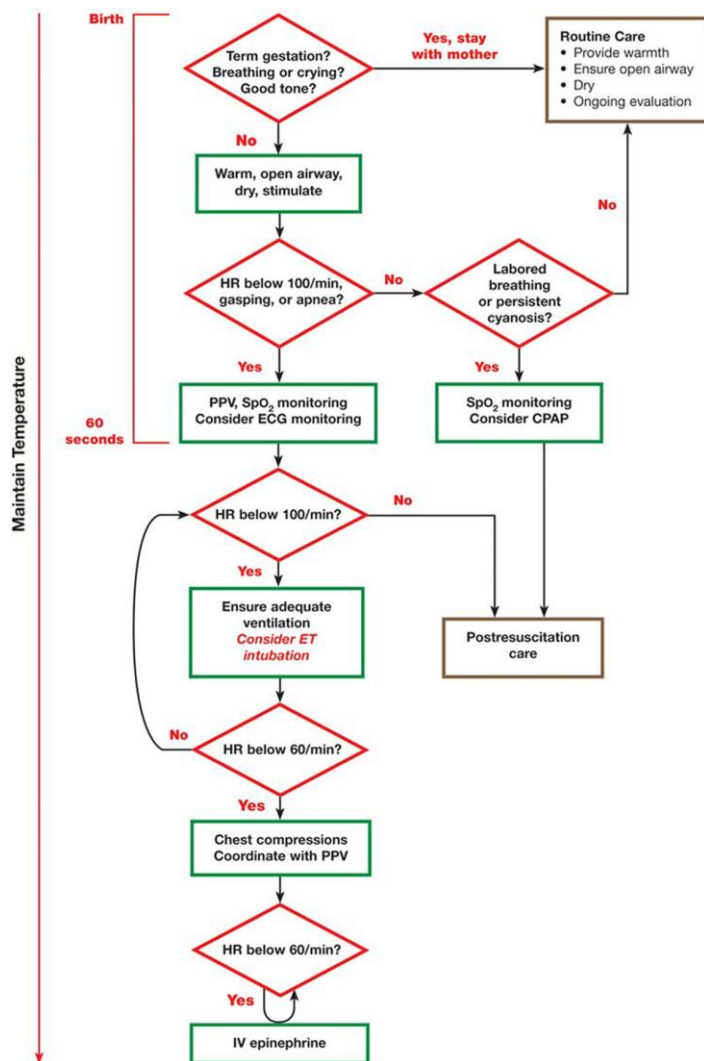 Birth
Term gestation?
Breathing or crying?
Good tone?
Yes, stay
with mother
Routine Care
• Provide warmth
• Ensure open airway
• Dry
• Ongoing evaluation
No
Warm, open airway,
dry, stimulate
No
HR below 100/min,
gasping, or apnea?
No
Labored
breathing
or persistent
cyanosis?
Yes
Yes
PPV, SpO₂ monitoring
Consider ECG monitoring
SpO₂ monitoring
Consider CPAP
60
seconds
Maintain Temperature
HR below 100/min?
No
Yes
Ensure adequate
ventilation
Consider ET
intubation
Postresuscitation
care
No
HR below 60/min?
Yes
Chest compressions
Coordinate with PPV
HR below 60/min?
Yes
IV epinephrine